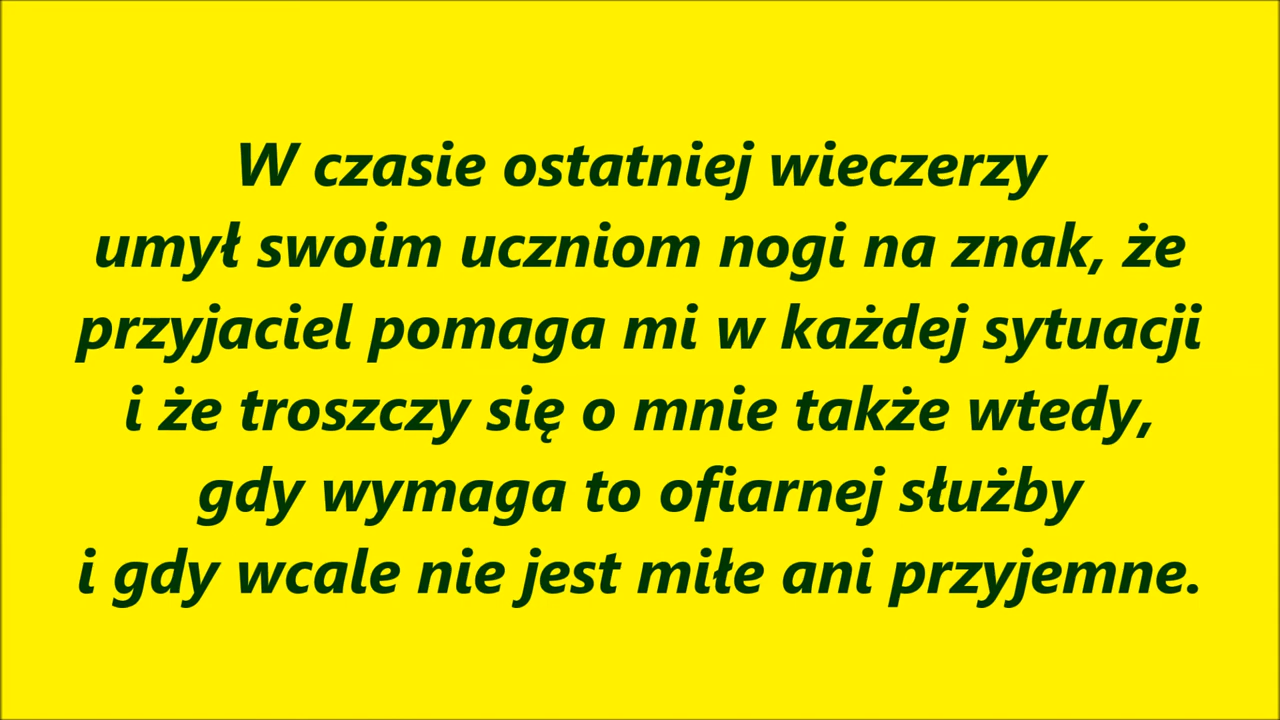 W czasie ostatniej wieczerzy
umył swoim uczniom nogi na znak, że
przyjaciel pomaga mi w każdej sytuacji
i że troszczy się o mnie także wtedy,
gdy wymaga to ofiarnej służby
i gdy wcale nie jest miłe ani przyjemne.